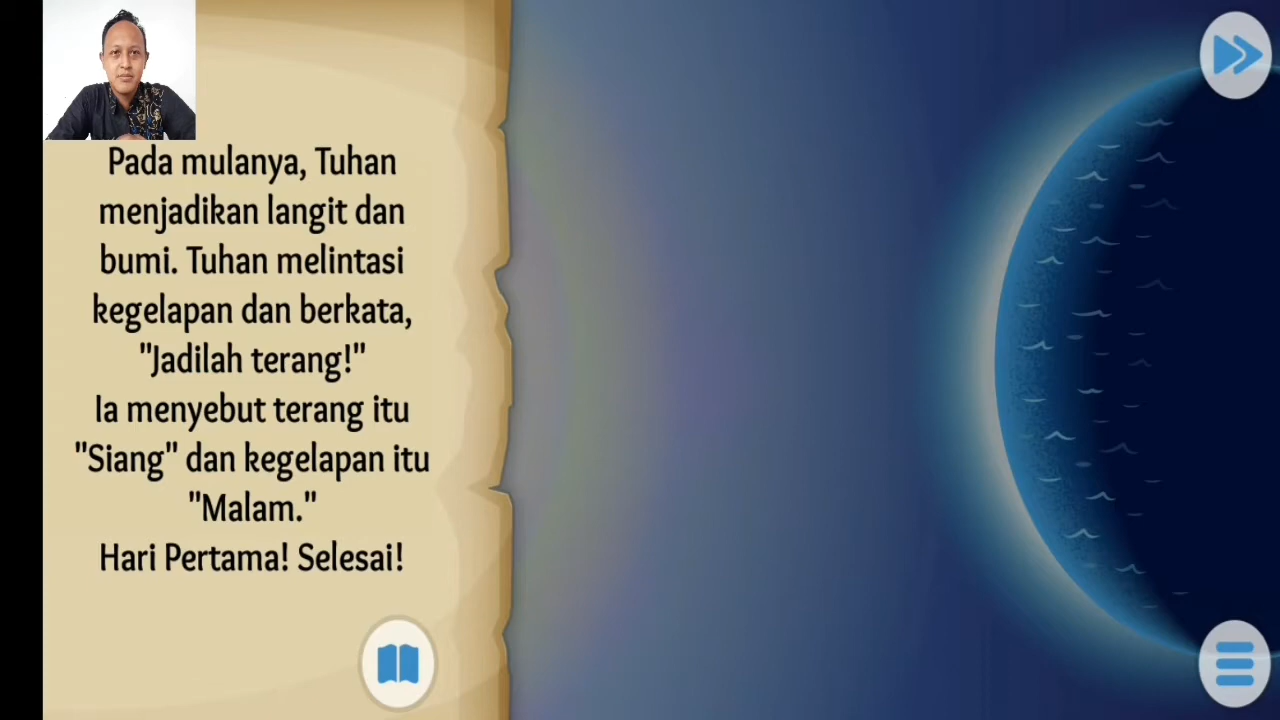 Pada mulanya, Tuhan
menjadikan langit dan
bumi. Tuhan melintasi
kegelapan dan berkata,
"Jadilah terang!"
Ia menyebut terang itu
"Siang" dan kegelapan itu
"Malam."
Hari Pertama! Selesai!